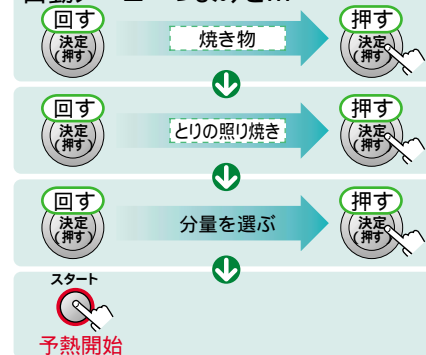 回す
決定
(押す)
焼き物
押す
決定
(押す)
回す
決定
(押す)
とりの照り焼き
押す
決定
(押す)
回す
決定
(押す)
分量を選ぶ
押す
決定
(押す)
スタート
予熱開始